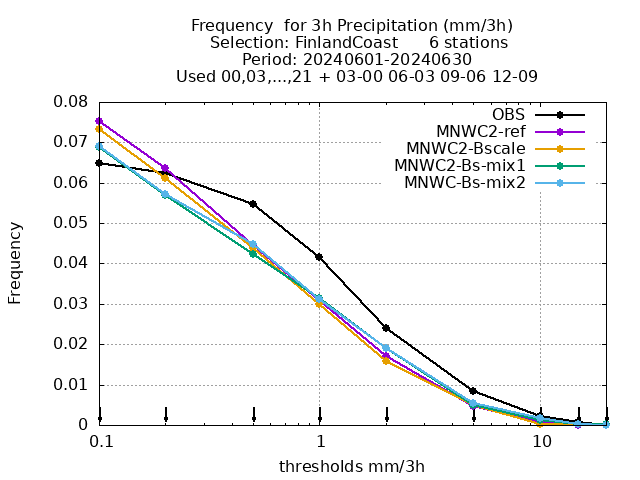 Frequency  for 3h Precipitation (mm/3h)
Selection: FinlandCoast      6 stations
Period: 20240601-20240630
Used 00,03,...,21 + 03-00 06-03 09-06 12-09
OBS
MNWC2-ref
MNWC2-Bscale
MNWC2-Bs-mix1
MNWC-Bs-mix2
0.08
0.07
0.06
0.05
0.04
0.03
0.02
0.01
0
Frequency
0.1 1 10
thresholds mm/3h